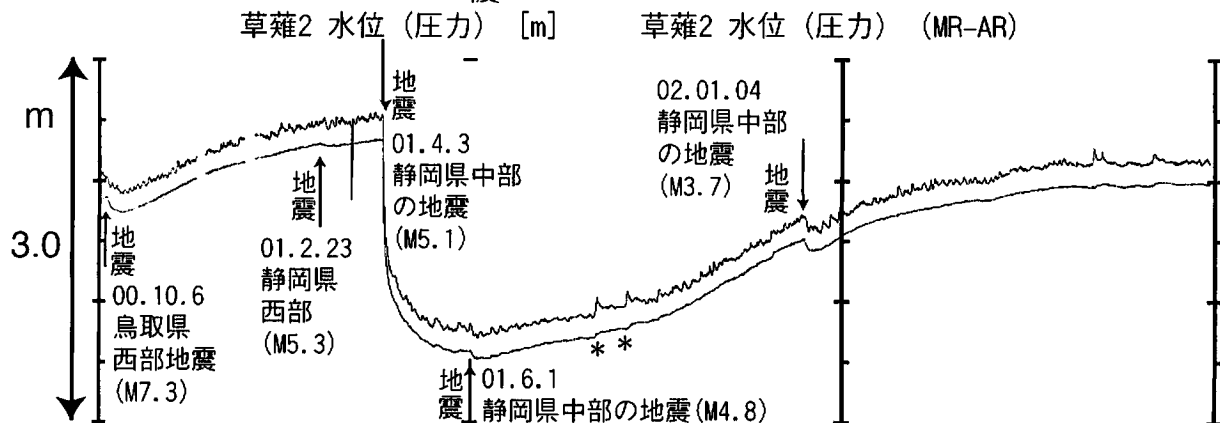 草薙2 水位 (圧力) [m]
草薙2 水位 (圧力) (MR-AR)
m
3.0
地震
00.10.6
鳥取県
西部地震
(M7.3)
地震
01.2.23
静岡県
西部
(M5.3)
地震
01.4.3
静岡県中部
の地震
(M5.1)
地震
01.6.1
静岡県中部の地震(M4.8)
* *
02.01.04
静岡県中部
の地震
(M3.7)
地震